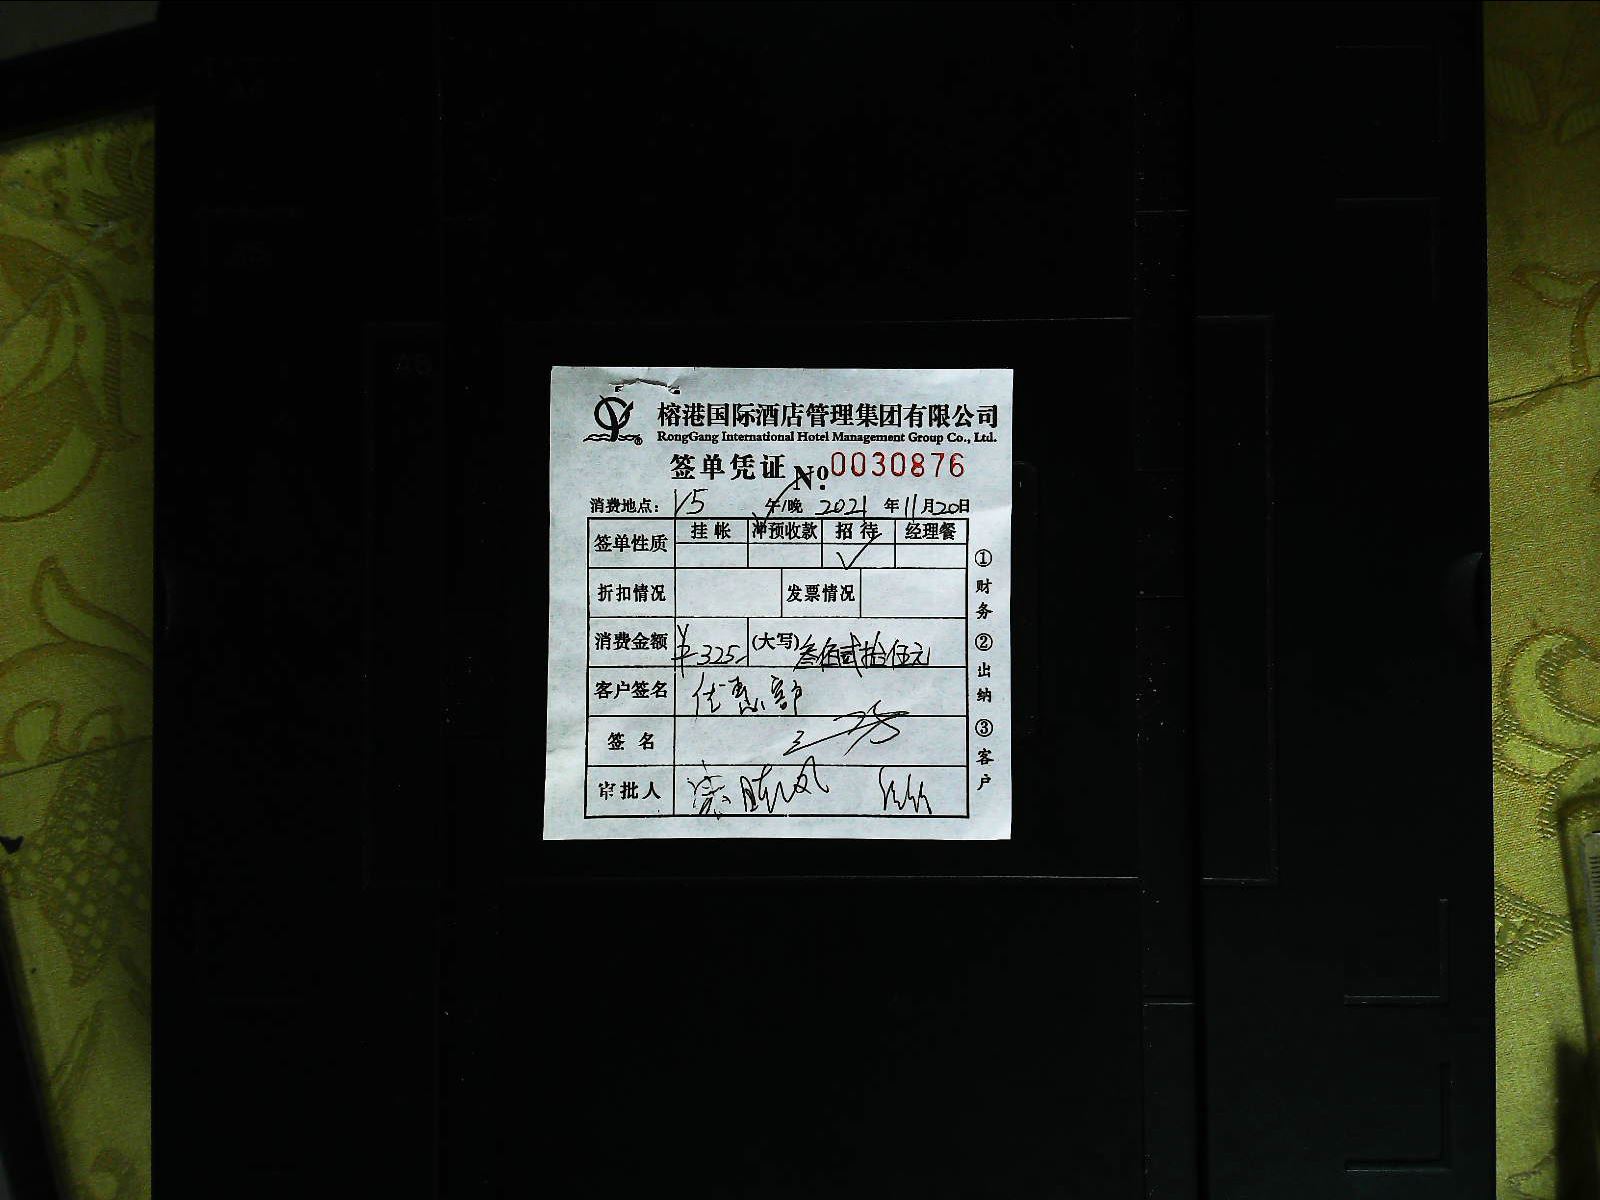 榕港国际酒店管理集团有限公司
RongGang International Hotel Management Group Co., Ltd.
签单凭证 No. 0030876
消费地点: V5 午/晚 2021年11月20日
签单性质 挂帐 冲预收款 招待 经理餐
折扣情况 发票情况
消费金额 ¥325 (大写) 叁佰贰拾伍元
客户签名
签名
审批人
①财务 ②出纳 ③客户